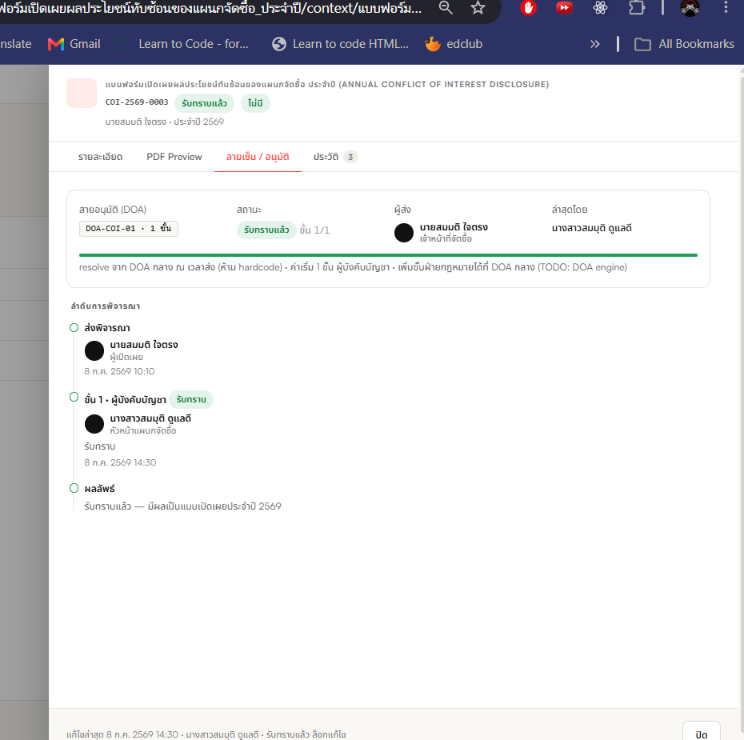 ฟอร์มเปิดเผยผลประโยชน์ทับซ้อนของแผนกจัดซื้อ_ประจำปี/context/แบบฟอร์ม...
nslate Gmail Learn to Code - for... Learn to code HTML... edclub » All Bookmarks
แบบฟอร์มเปิดเผยผลประโยชน์ทับซ้อนของแผนกจัดซื้อ ประจำปี (ANNUAL CONFLICT OF INTEREST DISCLOSURE)
COI-2569-0003 รับทราบแล้ว ไม่มี
นายสมมติ ใจตรง • ประจำปี 2569
รายละเอียด PDF Preview ลายเซ็น / อนุมัติ ประวัติ 3
สายอนุมัติ (DOA) สถานะ ผู้ส่ง ล่าสุดโดย
DOA-COI-01 · 1 ขั้น รับทราบแล้ว ขั้น 1/1 นายสมมติ ใจตรง นางสาวสมมุติ ดูแลดี
เจ้าหน้าที่จัดซื้อ
resolve จาก DOA กลาง ณ เวลาส่ง (ห้าม hardcode) • ค่าเริ่ม 1 ขั้น ผู้บังคับบัญชา • เพิ่มขั้นฝ่ายกฎหมายได้ที่ DOA กลาง (TODO: DOA engine)
ลำดับการพิจารณา
ส่งพิจารณา
นายสมมติ ใจตรง
ผู้เปิดเผย
8 ก.ค. 2569 10:10
ขั้น 1 • ผู้บังคับบัญชา รับทราบ
นางสาวสมมุติ ดูแลดี
หัวหน้าแผนกจัดซื้อ
รับทราบ
8 ก.ค. 2569 14:30
ผลลัพธ์
รับทราบแล้ว — มีผลเป็นแบบเปิดเผยประจำปี 2569
แก้ไขล่าสุด 8 ก.ค. 2569 14:30 • นางสาวสมมุติ ดูแลดี • รับทราบแล้ว ล็อกแก้ไข
ปิด